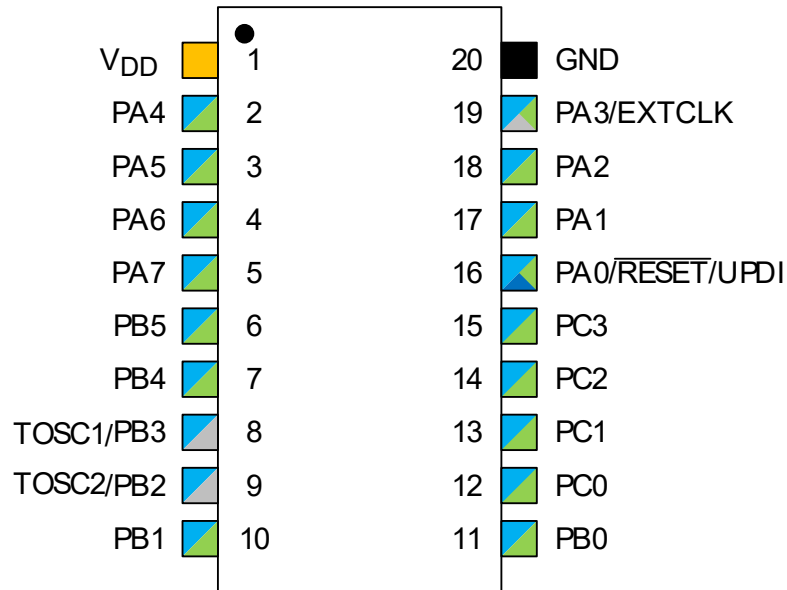 VDD 1 20 GND
PA4 2 19 PA3/EXTCLK
PA5 3 18 PA2
PA6 4 17 PA1
PA7 5 16 PA0/RESET/UPDI
PB5 6 15 PC3
PB4 7 14 PC2
TOSC1/PB3 8 13 PC1
TOSC2/PB2 9 12 PC0
PB1 10 11 PB0